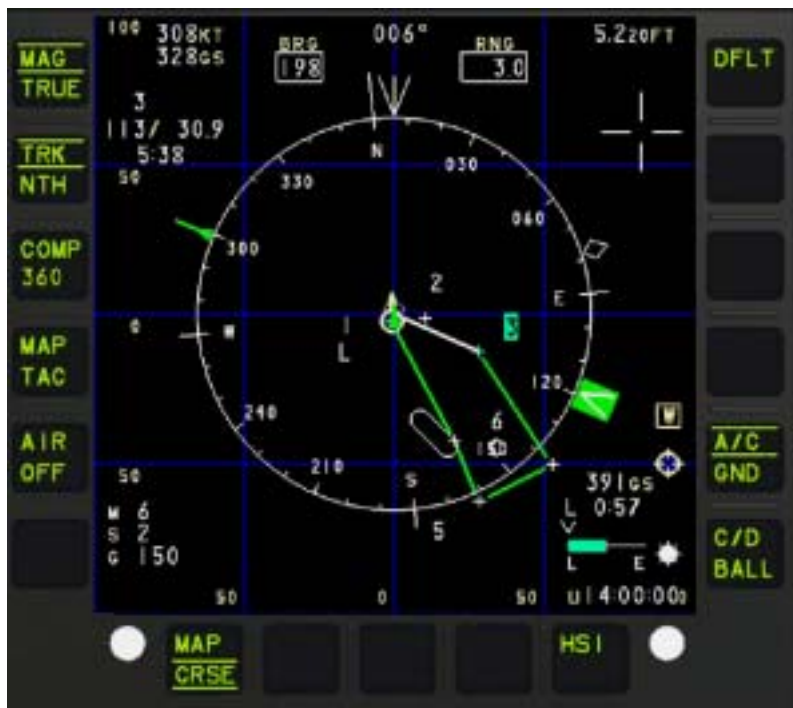 100 308KT BRG 006° RNG 5.220FT
328GS 198 3.0
MAG
TRUE
DFLT
3
113/ 30.9
5:38
TRK
NTH
50
N
330
030
060
COMP
360
300
2
E
0
1
W
3
L
MAP
TAC
120
W
240
6
150
AIR
OFF
A/C
GND
50
210
S
391GS
L 0:57
M 6
S 2
G 150
5
L E
C/D
BALL
50 0 50 U14:00:00
MAP
CRSE
HSI